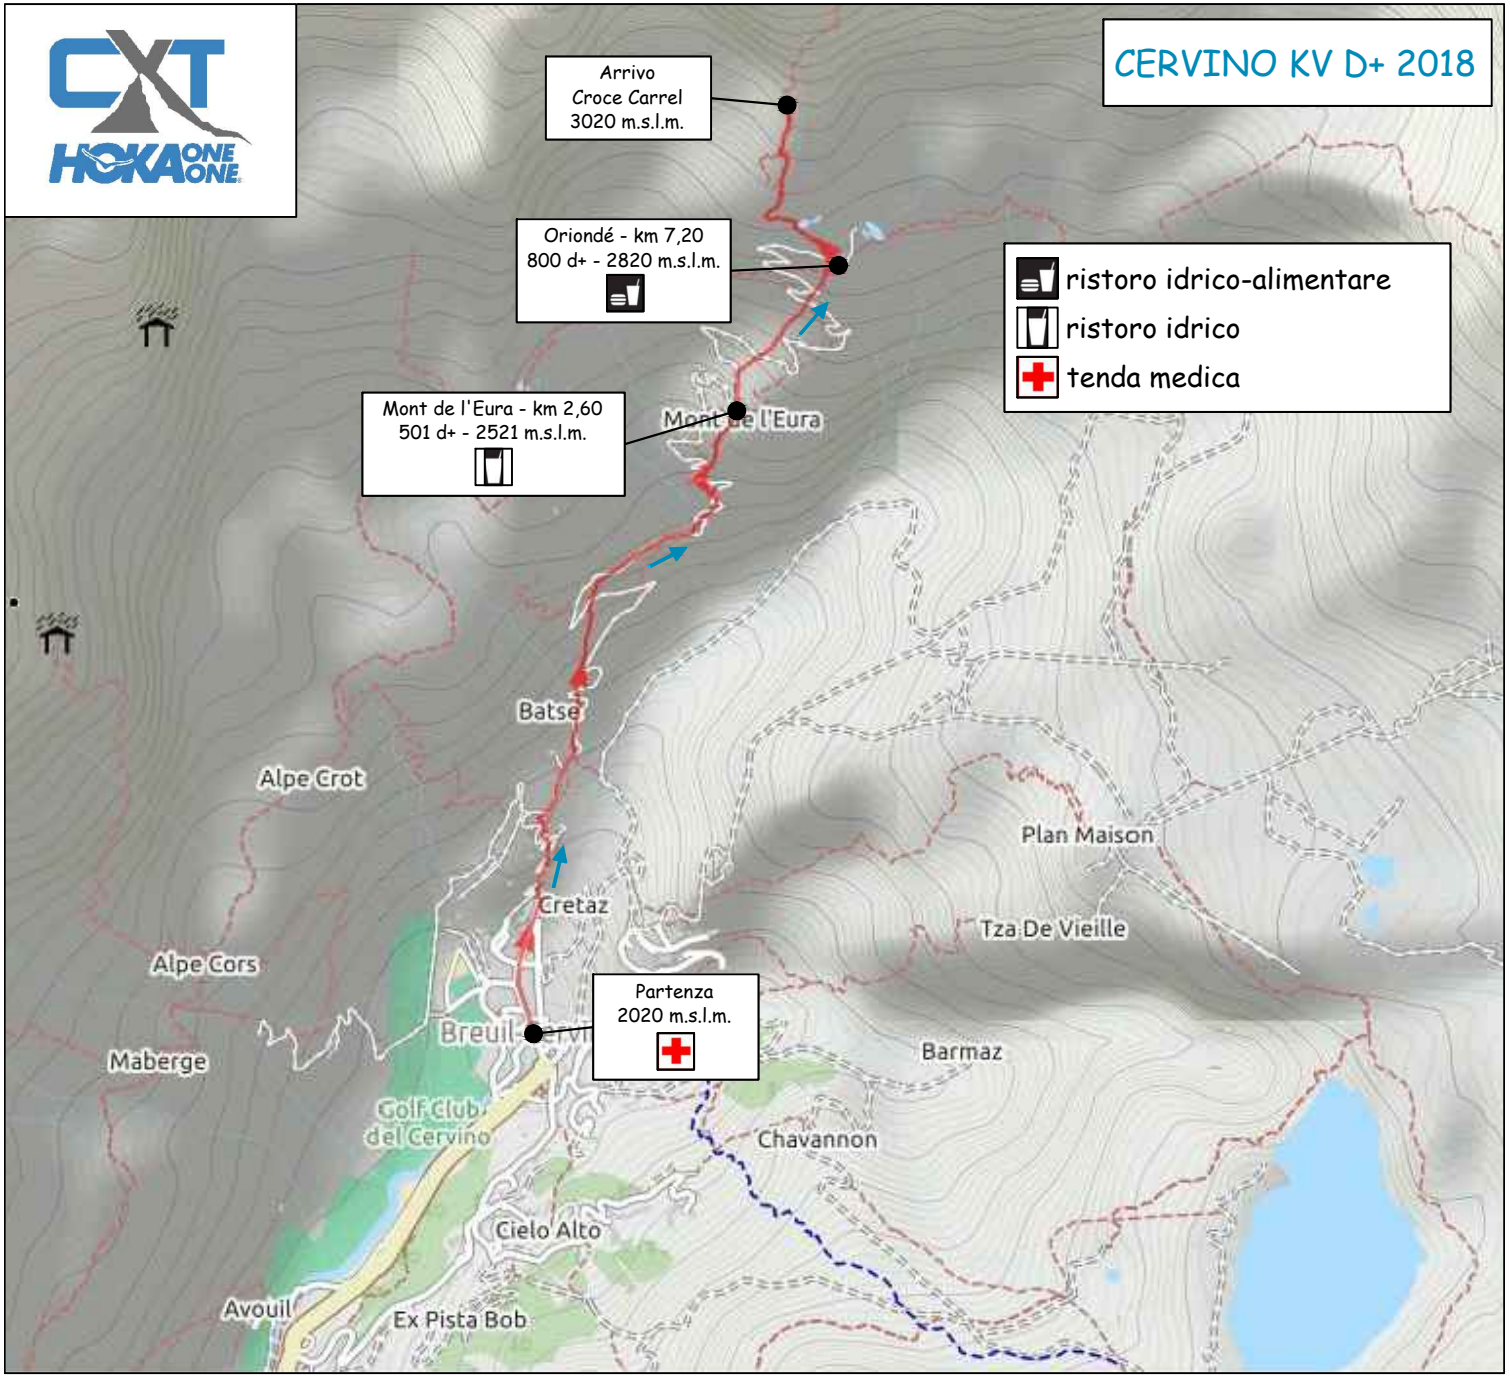 CXT
HOKA ONE ONE
CERVINO KV D+ 2018
Arrivo
Croce Carrel
3020 m.s.l.m.
Oriondé - km 7,20
800 d+ - 2820 m.s.l.m.
ristoro idrico-alimentare
ristoro idrico
tenda medica
Mont de l'Eura - km 2,60
501 d+ - 2521 m.s.l.m.
Mont de l'Eura
Batse
Alpe Crot
Plan Maison
Cretaz
Tza De Vieille
Alpe Cors
Partenza
2020 m.s.l.m.
Breuil
Maberge
Barmaz
Golf Club
del Cervino
Chavannon
Cielo Alto
Avouil
Ex Pista Bob